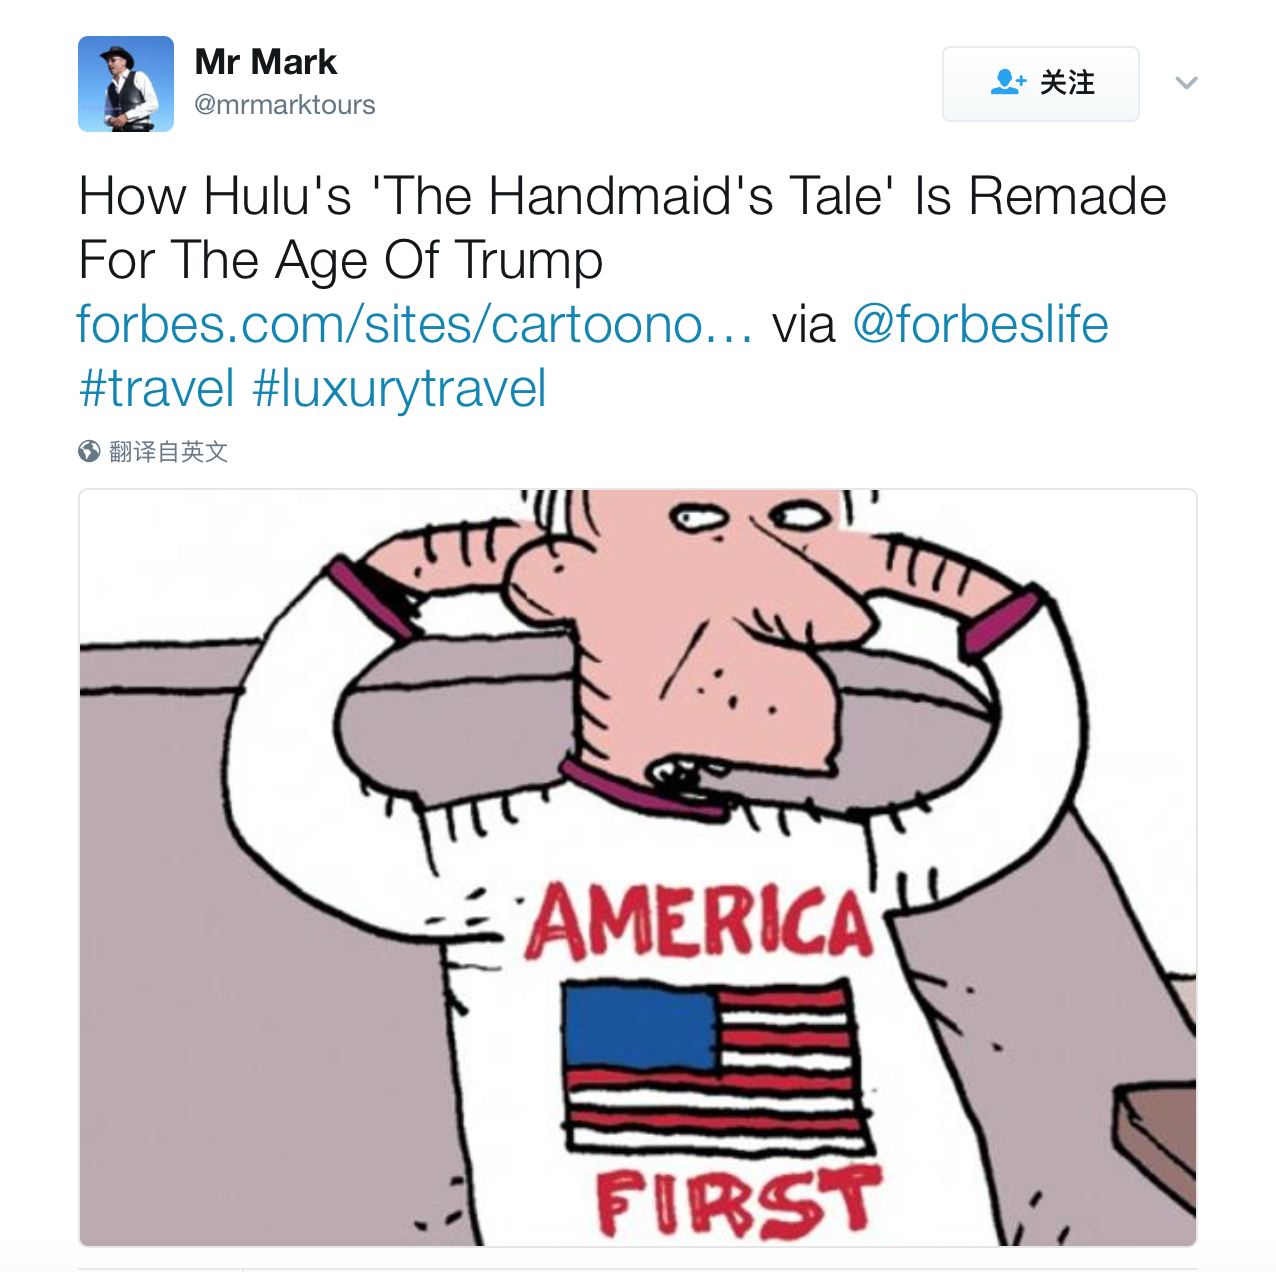 Mr Mark
@mrmarktours
关注
How Hulu's 'The Handmaid's Tale' Is Remade
For The Age Of Trump
forbes.com/sites/cartoono… via @forbeslife
#travel #luxurytravel
翻译自英文
AMERICA
FIRST